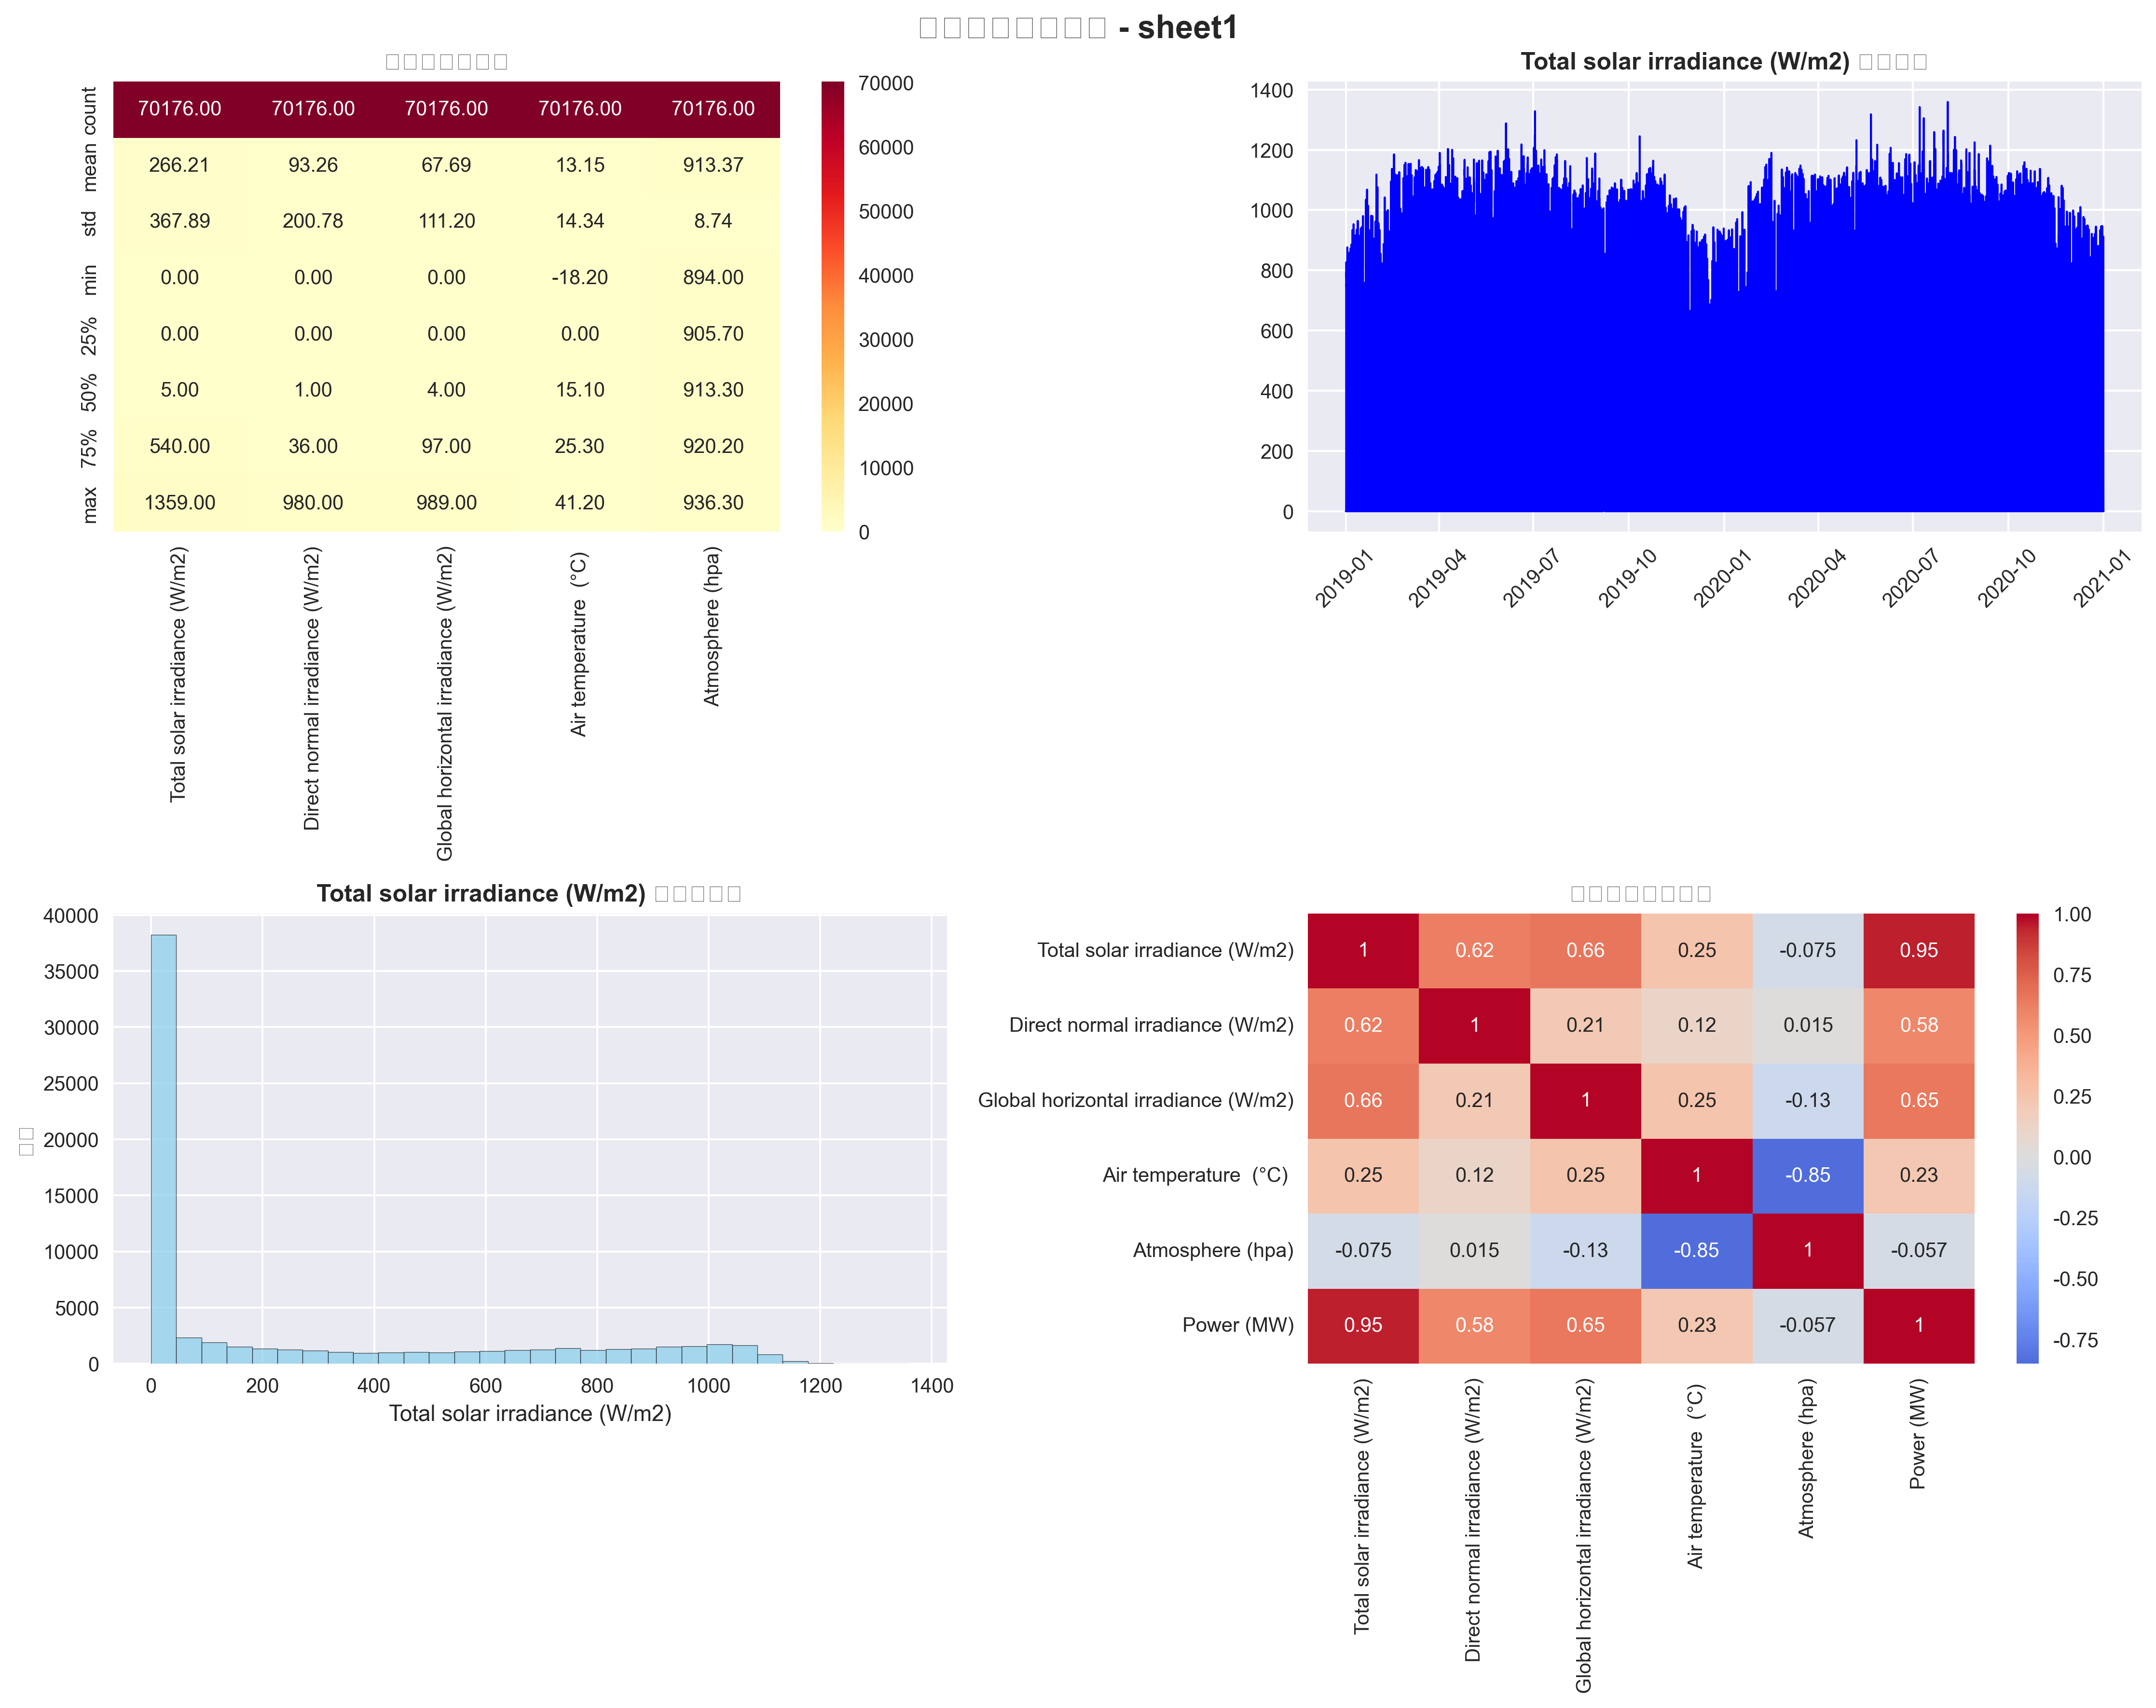 - sheet1
70176.00 70176.00 70176.00 70176.00 70176.00
266.21 93.26 67.69 13.15 913.37
367.89 200.78 111.20 14.34 8.74
0.00 0.00 0.00 -18.20 894.00
0.00 0.00 0.00 0.00 905.70
5.00 1.00 4.00 15.10 913.30
540.00 36.00 97.00 25.30 920.20
1359.00 980.00 989.00 41.20 936.30
count
mean
std
min
25%
50%
75%
max
Total solar irradiance (W/m2)
Direct normal irradiance (W/m2)
Global horizontal irradiance (W/m2)
Air temperature (°C)
Atmosphere (hpa)
70000
60000
50000
40000
30000
20000
10000
0
Total solar irradiance (W/m2)
1400
1200
1000
800
600
400
200
0
2019-01
2019-04
2019-07
2019-10
2020-01
2020-04
2020-07
2020-10
2021-01
Total solar irradiance (W/m2)
40000
35000
30000
25000
20000
15000
10000
5000
0
0 200 400 600 800 1000 1200 1400
Total solar irradiance (W/m2)
Total solar irradiance (W/m2) 1 0.62 0.66 0.25 -0.075 0.95
Direct normal irradiance (W/m2) 0.62 1 0.21 0.12 0.015 0.58
Global horizontal irradiance (W/m2) 0.66 0.21 1 0.25 -0.13 0.65
Air temperature (°C) 0.25 0.12 0.25 1 -0.85 0.23
Atmosphere (hpa) -0.075 0.015 -0.13 -0.85 1 -0.057
Power (MW) 0.95 0.58 0.65 0.23 -0.057 1
Total solar irradiance (W/m2)
Direct normal irradiance (W/m2)
Global horizontal irradiance (W/m2)
Air temperature (°C)
Atmosphere (hpa)
Power (MW)
1.00
0.75
0.50
0.25
0.00
-0.25
-0.50
-0.75